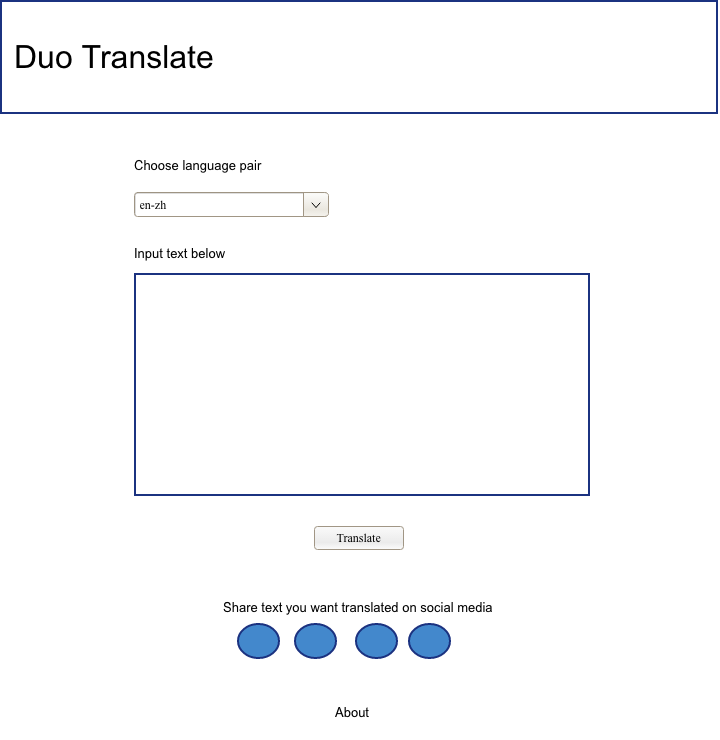 Duo Translate
Choose language pair
en-zh
Input text below
Translate
Share text you want translated on social media
About